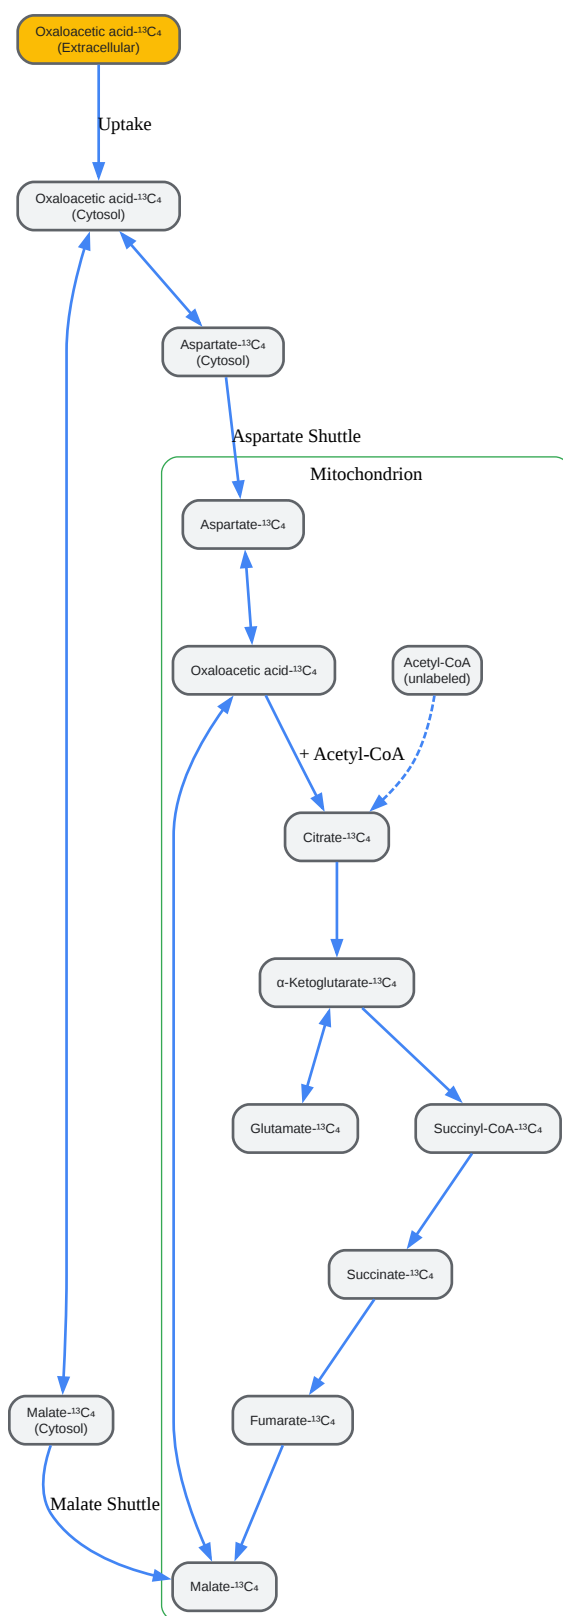 Oxaloacetic acid-¹³C₄
(Extracellular)
Uptake
Oxaloacetic acid-¹³C₄
(Cytosol)
Aspartate-¹³C₄
(Cytosol)
Aspartate Shuttle
Mitochondrion
Aspartate-¹³C₄
Oxaloacetic acid-¹³C₄
Acetyl-CoA
(unlabeled)
+ Acetyl-CoA
Citrate-¹³C₄
α-Ketoglutarate-¹³C₄
Glutamate-¹³C₄
Succinyl-CoA-¹³C₄
Succinate-¹³C₄
Malate-¹³C₄
(Cytosol)
Fumarate-¹³C₄
Malate Shuttle
Malate-¹³C₄